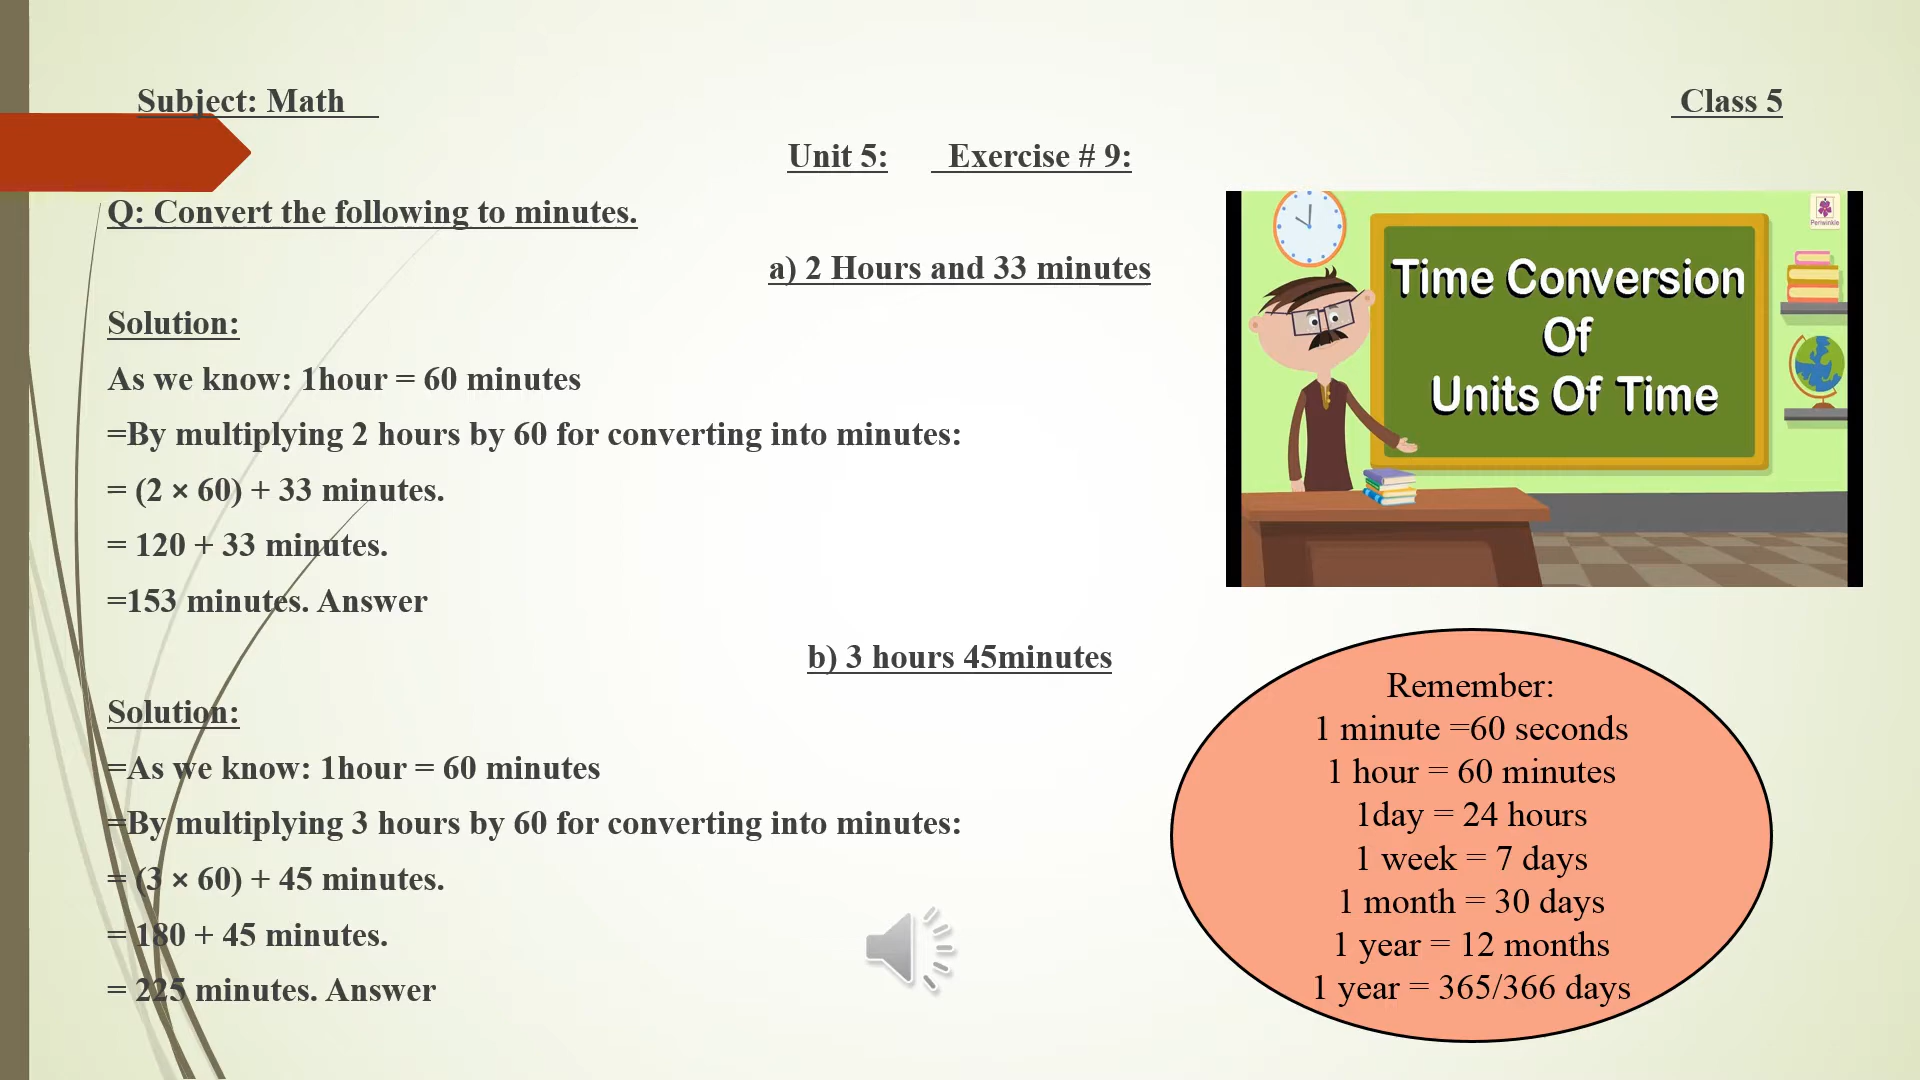 Subject: Math
Class 5
Unit 5: Exercise # 9:
Q: Convert the following to minutes.
a) 2 Hours and 33 minutes
Solution:
As we know: 1hour = 60 minutes
=By multiplying 2 hours by 60 for converting into minutes:
= (2 × 60) + 33 minutes.
= 120 + 33 minutes.
=153 minutes. Answer
b) 3 hours 45minutes
Solution:
=As we know: 1hour = 60 minutes
=By multiplying 3 hours by 60 for converting into minutes:
= (3 × 60) + 45 minutes.
= 180 + 45 minutes.
= 225 minutes. Answer
Periwinkle
Time Conversion
Of
Units Of Time
Remember:
1 minute =60 seconds
1 hour = 60 minutes
1day = 24 hours
1 week = 7 days
1 month = 30 days
1 year = 12 months
1 year = 365/366 days